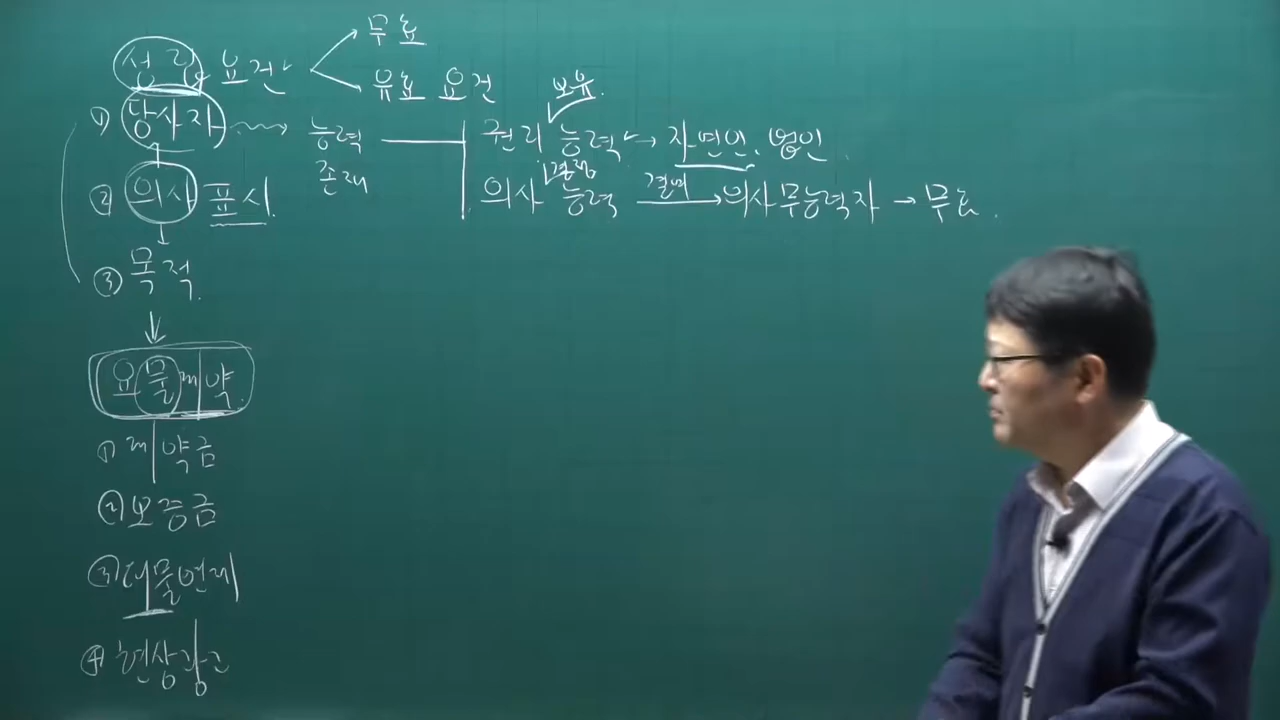 성립 요건
무효
유효 요건
보유.
① 당사자
능력
존재
권리 능력 → 자연인. 법인
② 의사 표시.
의사 능력 → 의사무능력자 → 무효.
③ 목적.
요물계약.
① 계약금
② 보증금
③ 대물변제
④ 현상광고